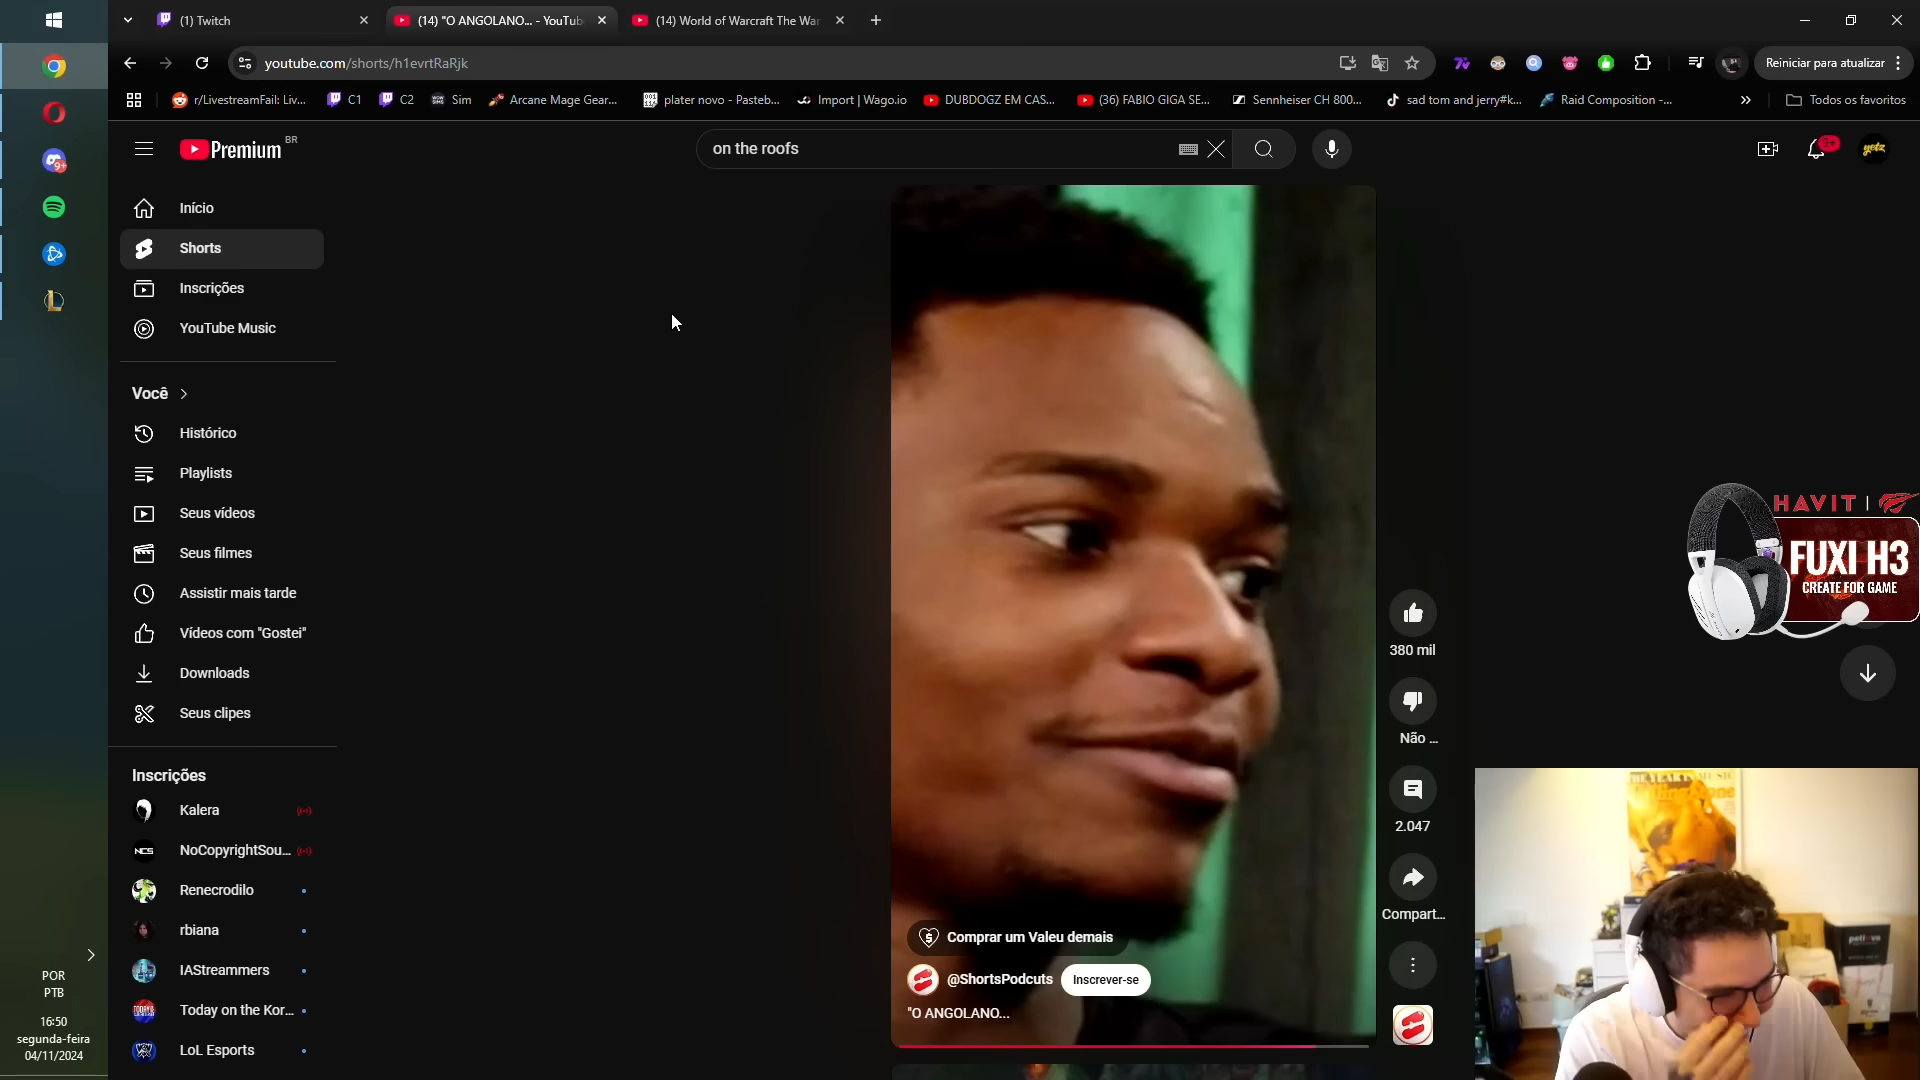 (1) Twitch
(14) "O ANGOLANO... - YouTub
(14) World of Warcraft The War
youtube.com/shorts/h1evrtRaRjk
Reiniciar para atualizar
r/LivestreamFail: Liv...
C1
C2
Sim
Arcane Mage Gear...
plater novo - Pasteb...
Import | Wago.io
DUBDOGZ EM CAS...
(36) FABIO GIGA SE...
Sennheiser CH 800...
sad tom and jerry#k...
Raid Composition -...
Todos os favoritos
Premium
BR
on the roofs
9+
yetz
Início
Shorts
Inscrições
YouTube Music
Você
Histórico
Playlists
Seus vídeos
Seus filmes
Assistir mais tarde
Vídeos com "Gostei"
Downloads
Seus clipes
Inscrições
Kalera
NCS
NoCopyrightSou...
Renecrodilo
rbiana
IAStreammers
Today on the Kor...
LoL Esports
POR
PTB
16:50
segunda-feira
04/11/2024
380 mil
Não ...
2.047
Compart...
Comprar um Valeu demais
@ShortsPodcuts
Inscrever-se
"O ANGOLANO...
HAVIT
FUXI H3
CREATE FOR GAME